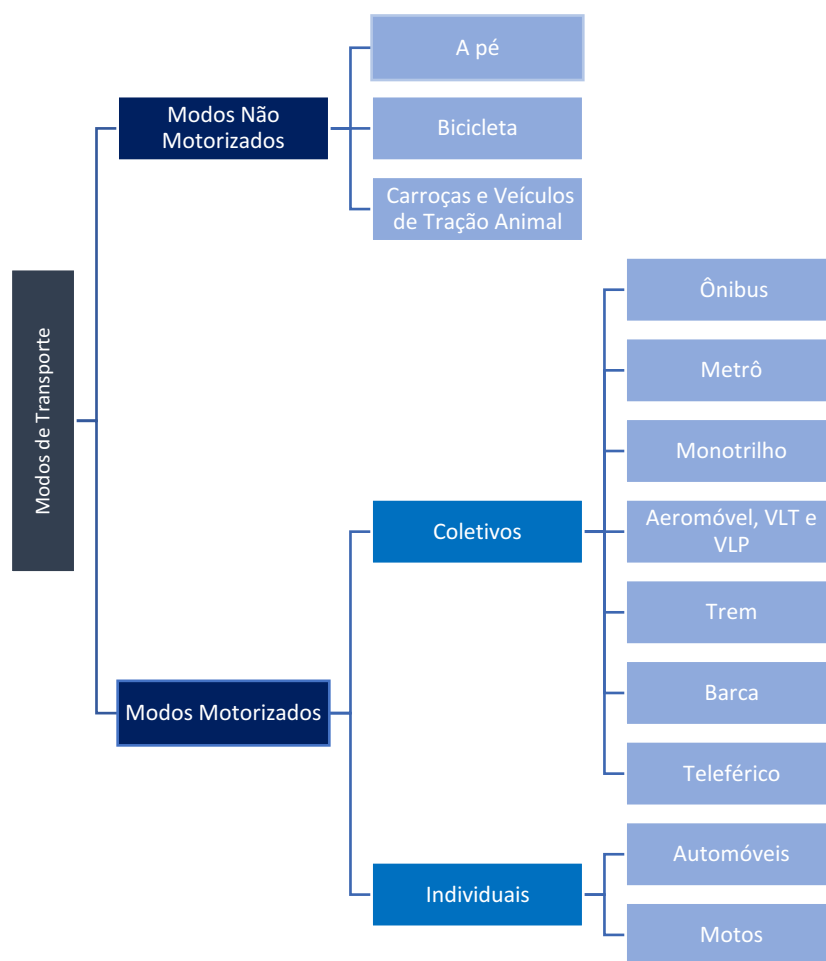 Modos de Transporte
Modos Não
Motorizados
A pé
Bicicleta
Carroças e Veículos
de Tração Animal
Modos Motorizados
Coletivos
Ônibus
Metrô
Monotrilho
Aeromóvel, VLT e
VLP
Trem
Barca
Teleférico
Individuais
Automóveis
Motos